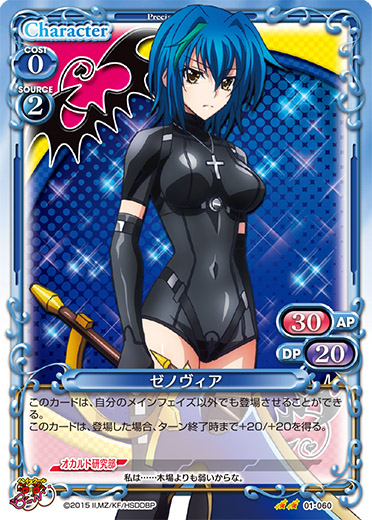 Precio
Character
COST
0
SOURCE
2
30 AP
DP 20
ゼノヴィア
このカードは、自分のメインフェイズ以外でも登場させることができ
る。
このカードは、登場した場合、ターン終了時まで+20/+20を得る。
オカルト研究部
私は……木場よりも弱いからな。
©2015 II,MZ/KF/HSDDBP
01-060